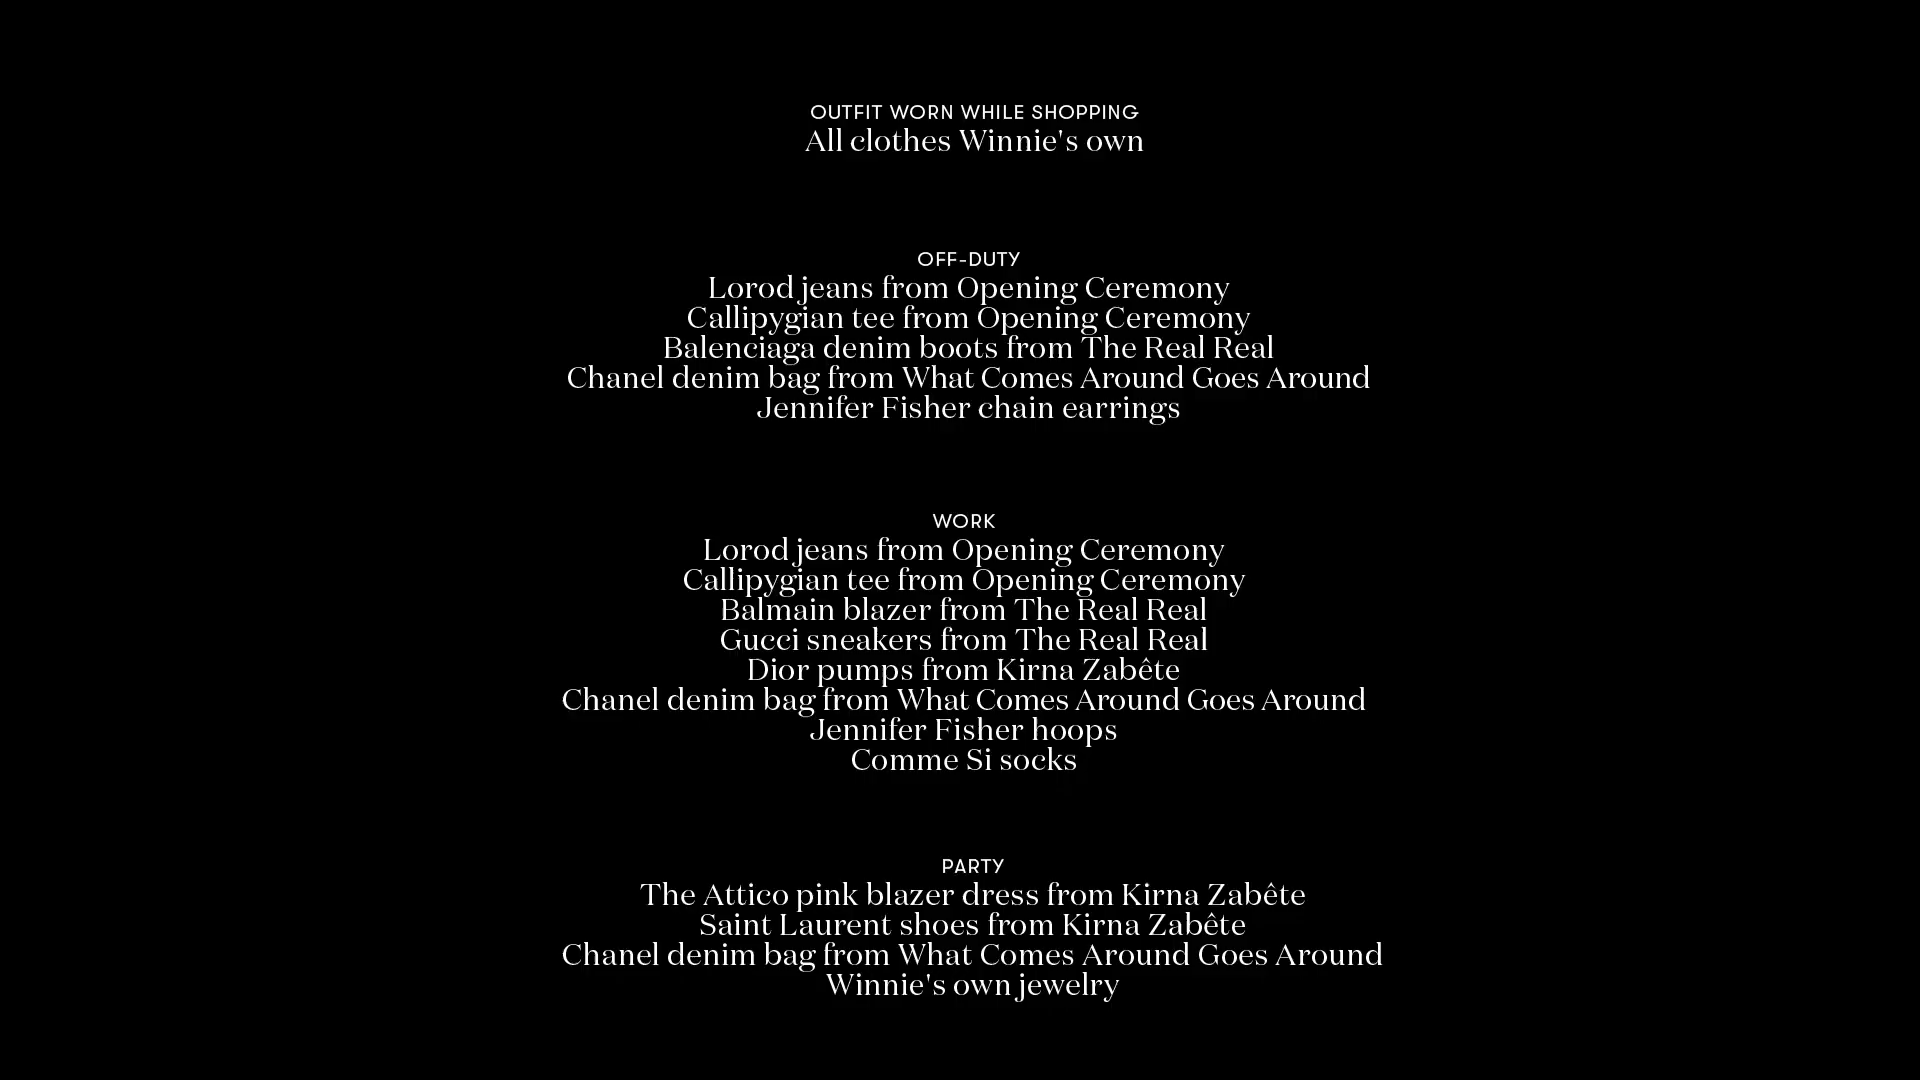 OUTFIT WORN WHILE SHOPPING
All clothes Winnie's own
OFF-DUTY
Lorod jeans from Opening Ceremony
Callipygian tee from Opening Ceremony
Balenciaga denim boots from The Real Real
Chanel denim bag from What Comes Around Goes Around
Jennifer Fisher chain earrings
WORK
Lorod jeans from Opening Ceremony
Callipygian tee from Opening Ceremony
Balmain blazer from The Real Real
Gucci sneakers from The Real Real
Dior pumps from Kirna Zabête
Chanel denim bag from What Comes Around Goes Around
Jennifer Fisher hoops
Comme Si socks
PARTY
The Attico pink blazer dress from Kirna Zabête
Saint Laurent shoes from Kirna Zabête
Chanel denim bag from What Comes Around Goes Around
Winnie's own jewelry